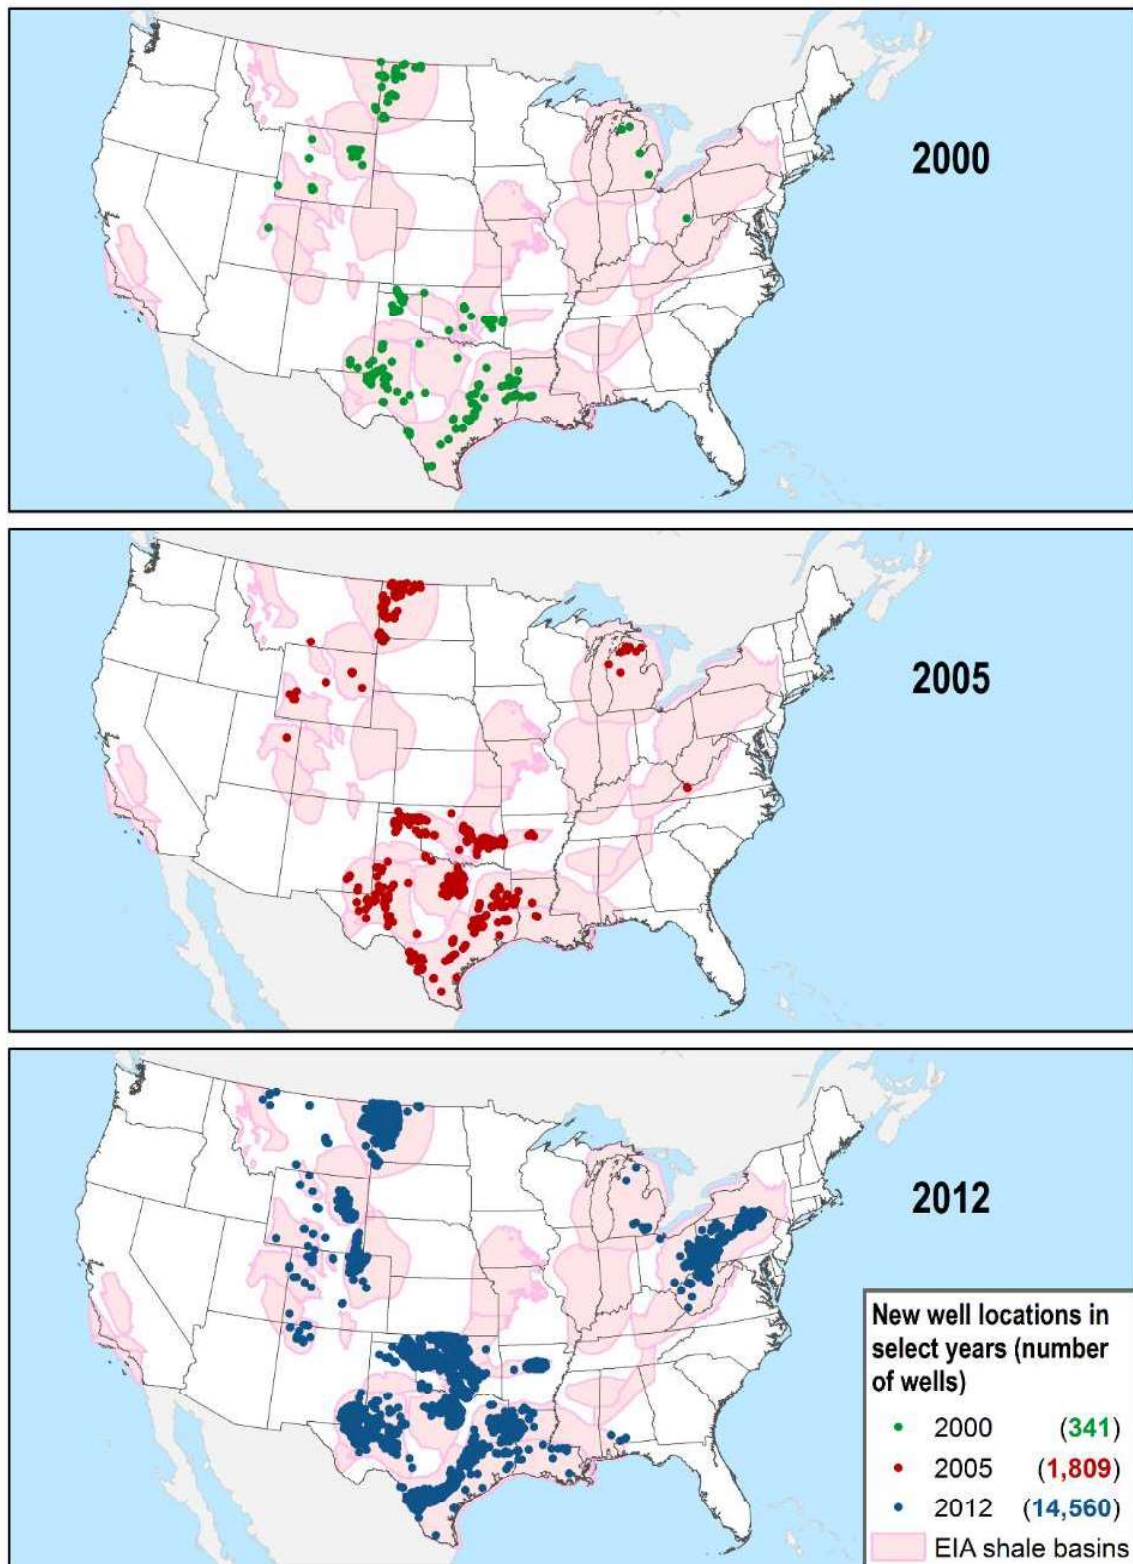 2000
2005
2012
New well locations in
select years (number
of wells)
2000 (341)
2005 (1,809)
2012 (14,560)
EIA shale basins